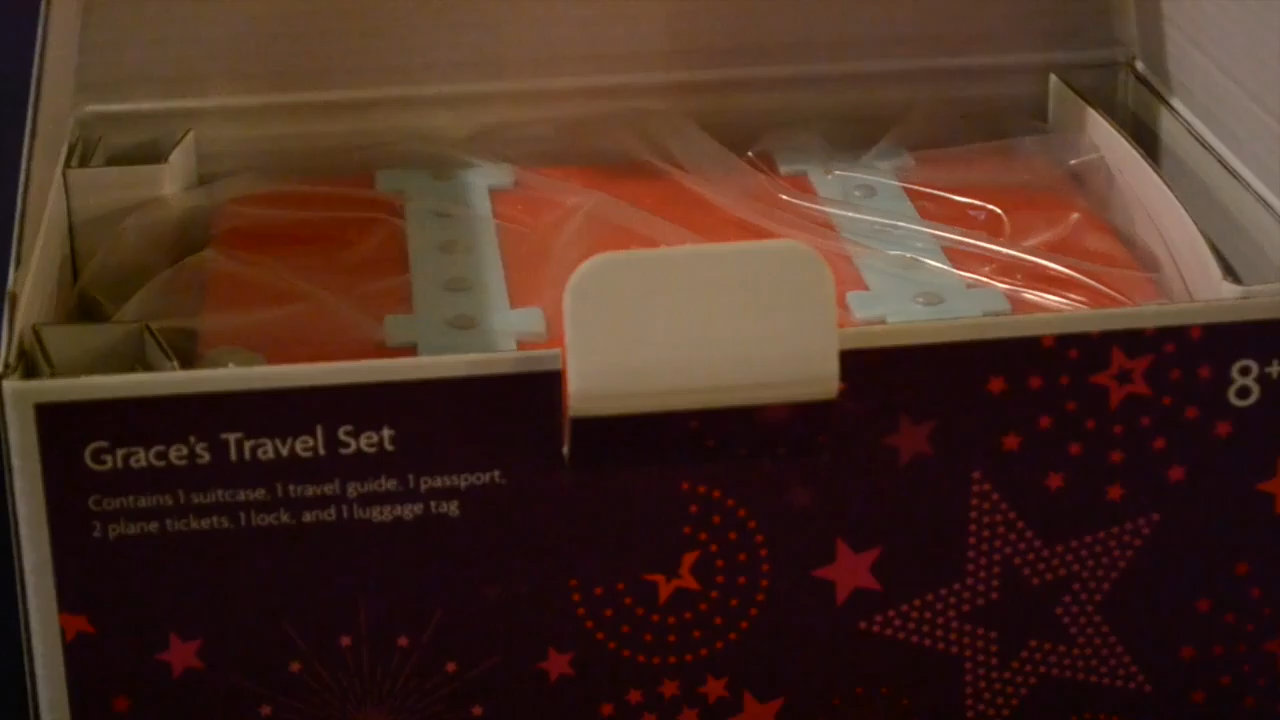 8+
Grace's Travel Set
Contains 1 suitcase, 1 travel guide, 1 passport,
2 plane tickets, 1 lock, and 1 luggage tag